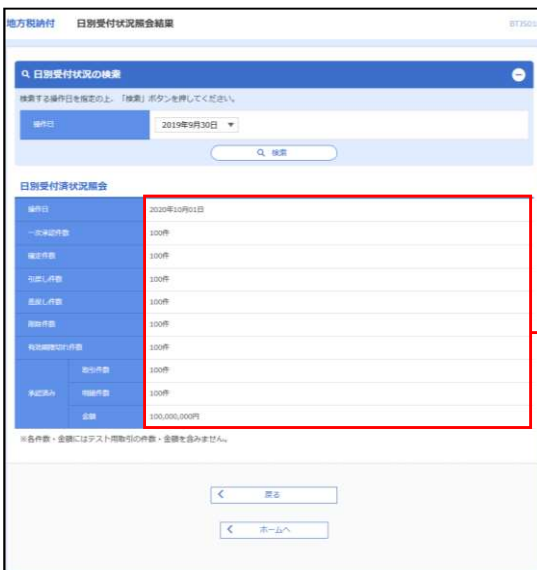 地方税納付 日別受付状況照会結果
日別受付状況の検索
検索する操作日を指定の上、「検索」ボタンを押してください。
操作日 2019年9月30日
検索
日別受付済状況照会
操作日 2020年10月01日
一次承認件数 100件
確定件数 100件
引戻し件数 100件
差戻し件数 100件
削除件数 100件
有効期限切れ件数 100件
取引件数 100件
承認済み 明細件数 100件
金額 100,000,000円
※各件数・金額にはテスト用取引の件数・金額を含みません。
戻る
ホームへ